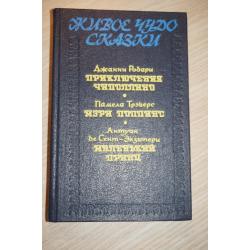 ЖИВОЕ ЧУДО
СКАЗКИ
Джанни Родари
ПРИКЛЮЧЕНИЯ
ЧИПОЛЛИНО
Памела Трэверс
МЭРИ ПОППИНС
Антуан
де Сент-Экзюпери
МАЛЕНЬКИЙ
ПРИНЦ